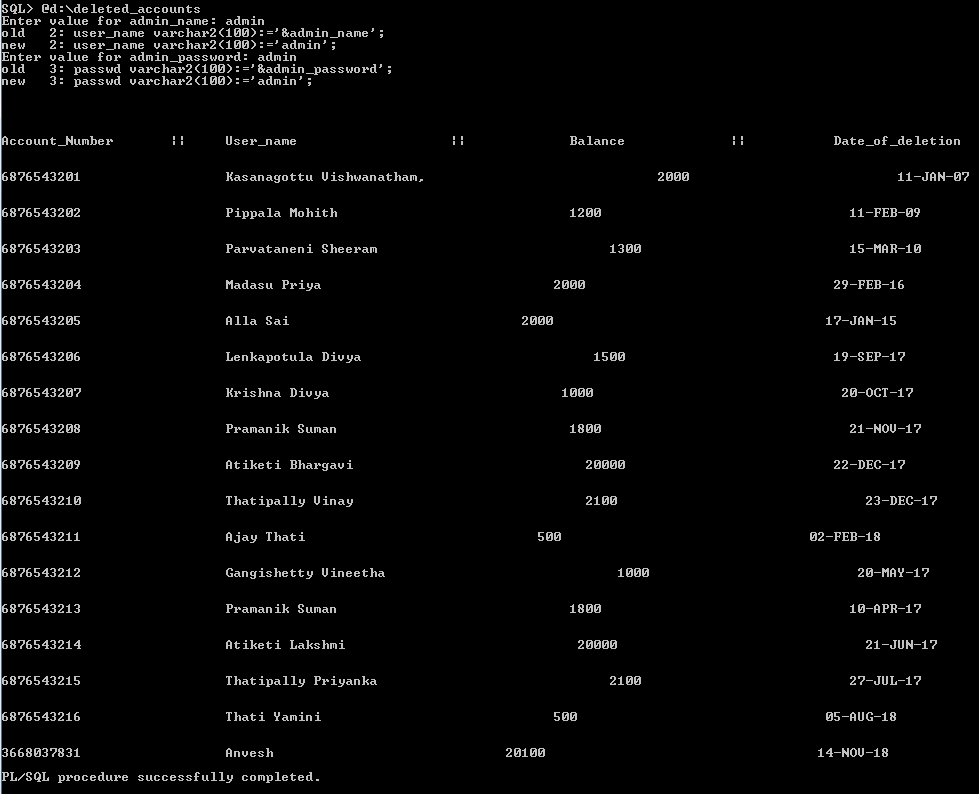 SQL> @d:\deleted_accounts
Enter value for admin_name: admin
old   2: user_name varchar2(100):='&admin_name';
new   2: user_name varchar2(100):='admin';
Enter value for admin_password: admin
old   3: passwd varchar2(100):='&admin_password';
new   3: passwd varchar2(100):='admin';
Account_Number || User_name || Balance || Date_of_deletion
6876543201 Kasanagottu Vishwanatham, 2000 11-JAN-07
6876543202 Pippala Mohith 1200 11-FEB-09
6876543203 Parvataneni Sheeram 1300 15-MAR-10
6876543204 Madasu Priya 2000 29-FEB-16
6876543205 Alla Sai 2000 17-JAN-15
6876543206 Lenkapotula Divya 1500 19-SEP-17
6876543207 Krishna Divya 1000 20-OCT-17
6876543208 Pramanik Suman 1800 21-NOV-17
6876543209 Atiketi Bhargavi 20000 22-DEC-17
6876543210 Thatipally Vinay 2100 23-DEC-17
6876543211 Ajay Thati 500 02-FEB-18
6876543212 Gangishetty Vineetha 1000 20-MAY-17
6876543213 Pramanik Suman 1800 10-APR-17
6876543214 Atiketi Lakshmi 20000 21-JUN-17
6876543215 Thatipally Priyanka 2100 27-JUL-17
6876543216 Thati Yamini 500 05-AUG-18
3668037831 Anvesh 20100 14-NOV-18
PL/SQL procedure successfully completed.